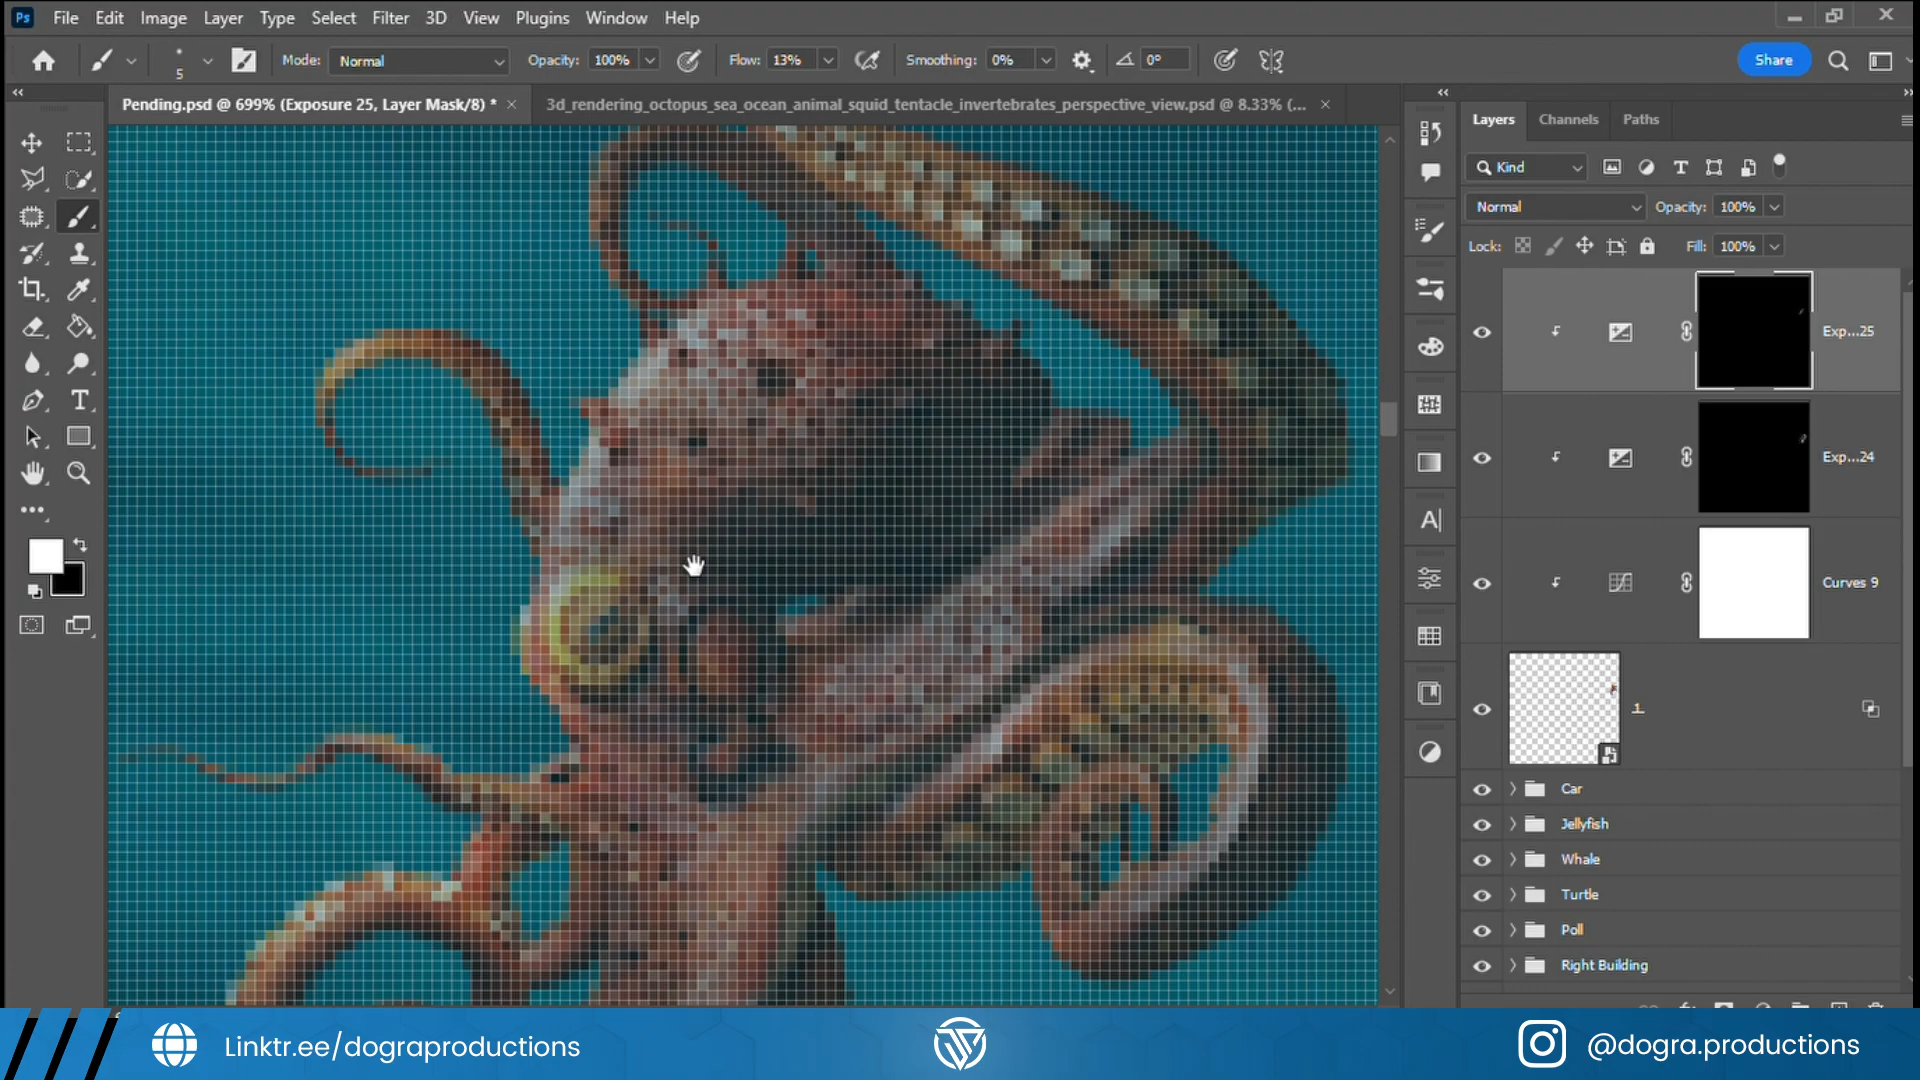 Ps File Edit Image Layer Type Select Filter 3D View Plugins Window Help
5 Mode: Normal Opacity: 100% Flow: 13% Smoothing: 0% 0° Share
Pending.psd @ 699% (Exposure 25, Layer Mask/8) * 3d_rendering_octopus_sea_ocean_animal_squid_tentacle_invertebrates_perspective_view.psd @ 8.33% (...
Layers Channels Paths
Kind
Normal Opacity: 100%
Lock: Fill: 100%
Exp...25
Exp...24
Curves 9
1
Car
Jellyfish
Whale
Turtle
Poll
Right Building
Linktr.ee/dograproductions @dogra.productions